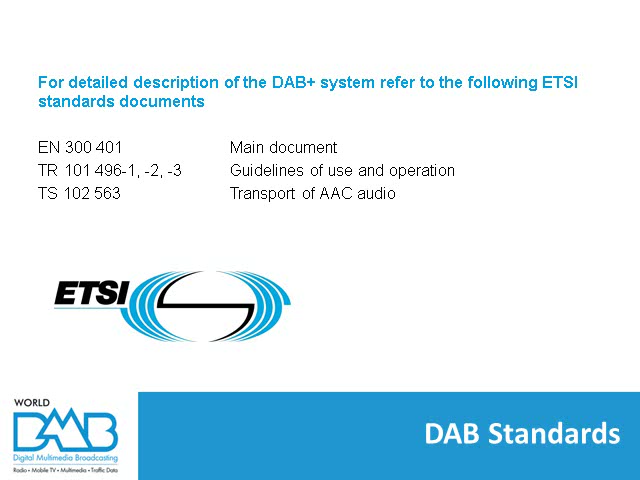 For detailed description of the DAB+ system refer to the following ETSI
standards documents
EN 300 401 Main document
TR 101 496-1, -2, -3 Guidelines of use and operation
TS 102 563 Transport of AAC audio
ETSI
WORLD
DMB
Digital Multimedia Broadcasting
Radio • Mobile TV • Multimedia • Traffic Data
DAB Standards